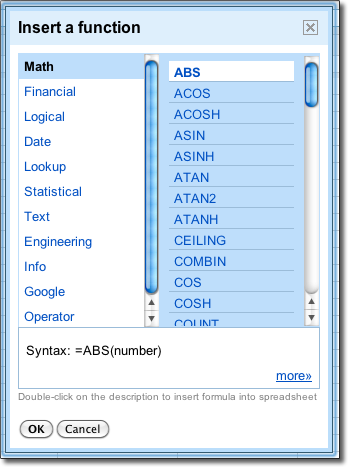 Insert a function
Math
Financial
Logical
Date
Lookup
Statistical
Text
Engineering
Info
Google
Operator
ABS
ACOS
ACOSH
ASIN
ASINH
ATAN
ATAN2
ATANH
CEILING
COMBIN
COS
COSH
COUNT
Syntax: =ABS(number)
more»
Double-click on the description to insert formula into spreadsheet
OK
Cancel